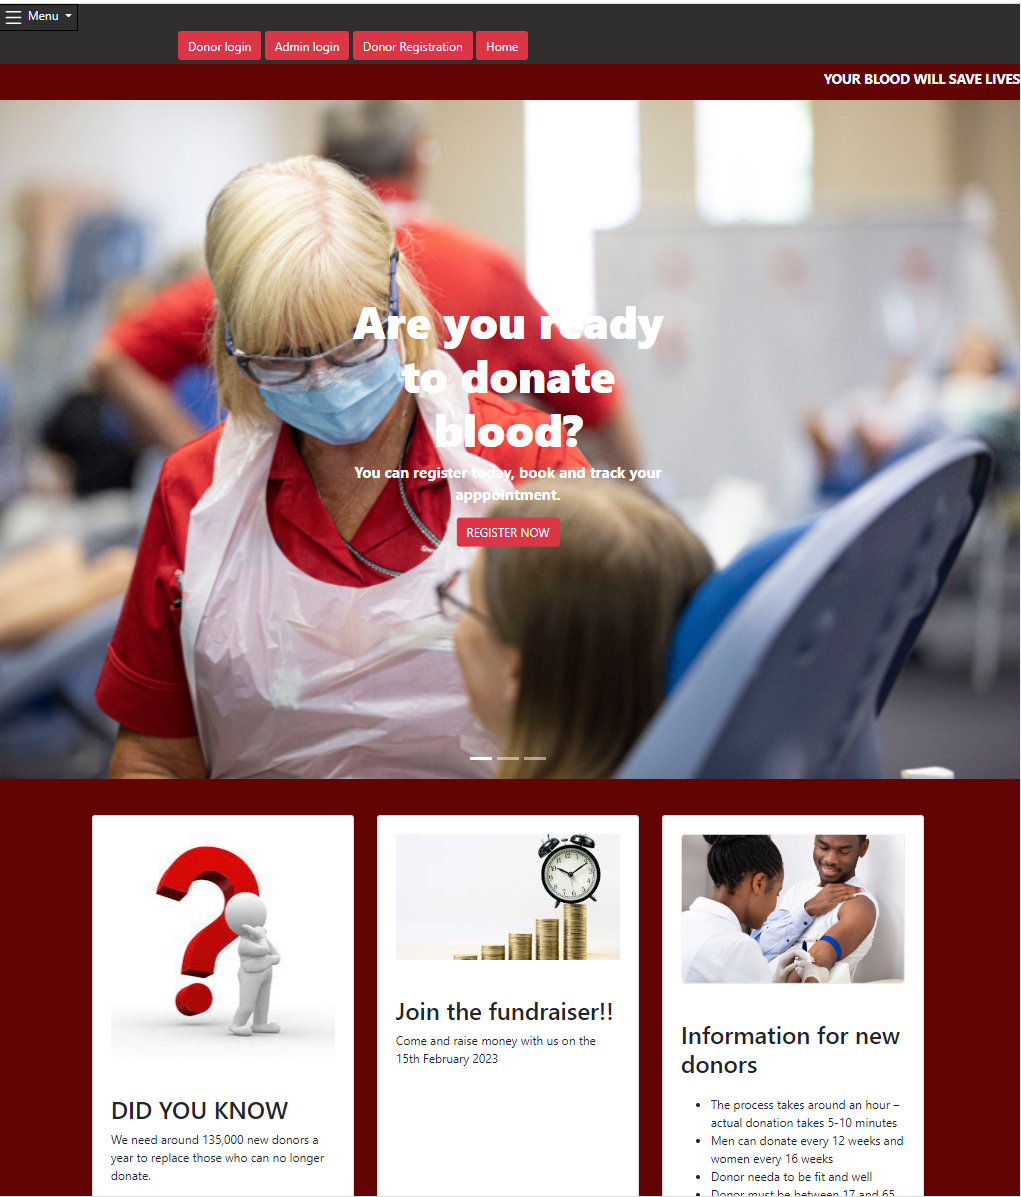 Menu
Donor login
Admin login
Donor Registration
Home
YOUR BLOOD WILL SAVE LIVES
Are you ready
to donate
blood?
You can register today, book and track your
apppointment.
REGISTER NOW
DID YOU KNOW
We need around 135,000 new donors a
year to replace those who can no longer
donate.
Join the fundraiser!!
Come and raise money with us on the
15th February 2023
Information for new
donors
• The process takes around an hour –
actual donation takes 5-10 minutes
• Men can donate every 12 weeks and
women every 16 weeks
• Donor needa to be fit and well
• Donor must be between 17 and 65